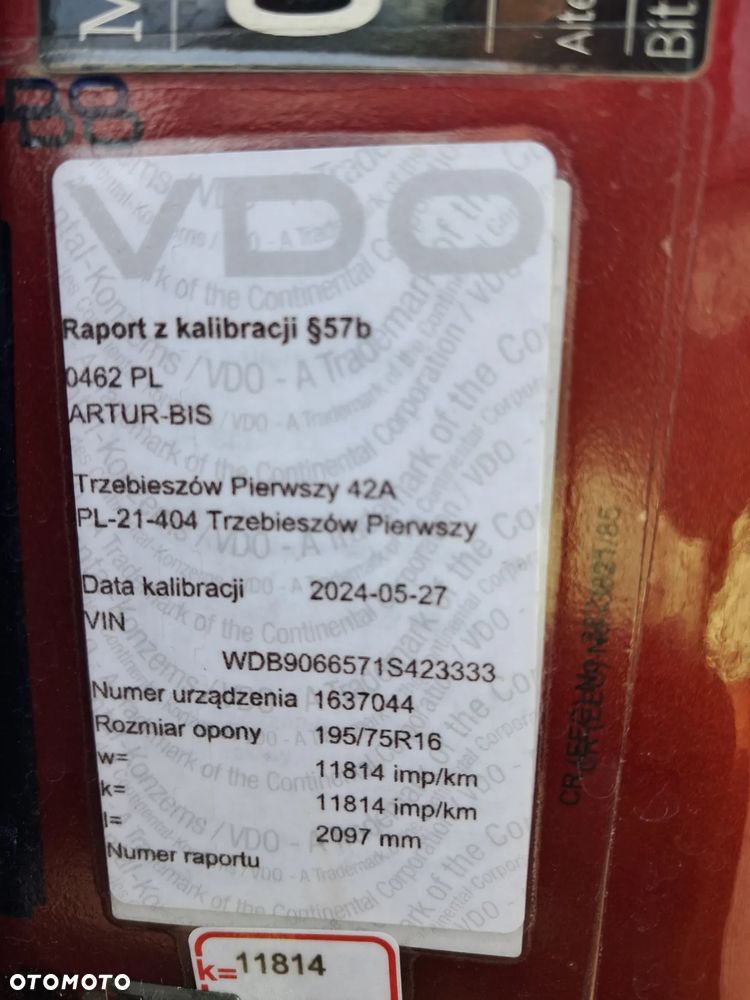 M
Alte
Bit
VDO
Raport z kalibracji §57b
0462 PL
ARTUR-BIS
Trzebieszów Pierwszy 42A
PL-21-404 Trzebieszów Pierwszy
Data kalibracji 2024-05-27
VIN
WDB9066571S423333
Numer urządzenia 1637044
Rozmiar opony 195/75R16
w= 11814 imp/km
k= 11814 imp/km
l= 2097 mm
Numer raportu
k=11814
OTOMOTO